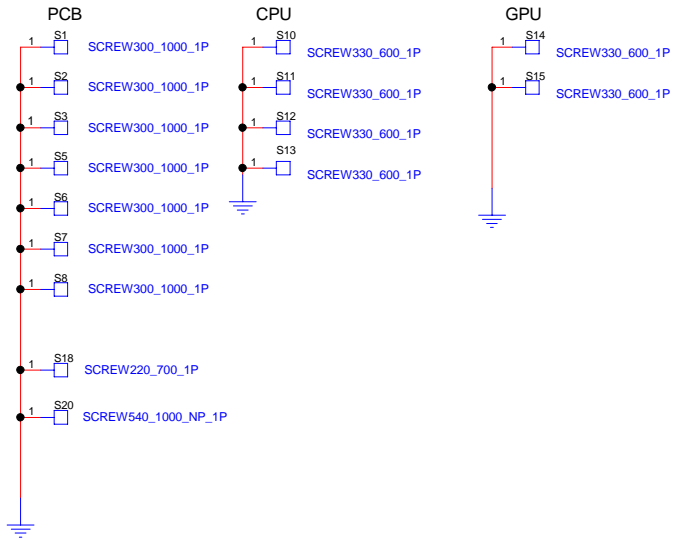 PCB
1 S1 SCREW300_1000_1P
1 S2 SCREW300_1000_1P
1 S3 SCREW300_1000_1P
1 S5 SCREW300_1000_1P
1 S6 SCREW300_1000_1P
1 S7 SCREW300_1000_1P
1 S8 SCREW300_1000_1P
1 S18 SCREW220_700_1P
1 S20 SCREW540_1000_NP_1P
CPU
1 S10 SCREW330_600_1P
1 S11 SCREW330_600_1P
1 S12 SCREW330_600_1P
1 S13 SCREW330_600_1P
GPU
1 S14 SCREW330_600_1P
1 S15 SCREW330_600_1P